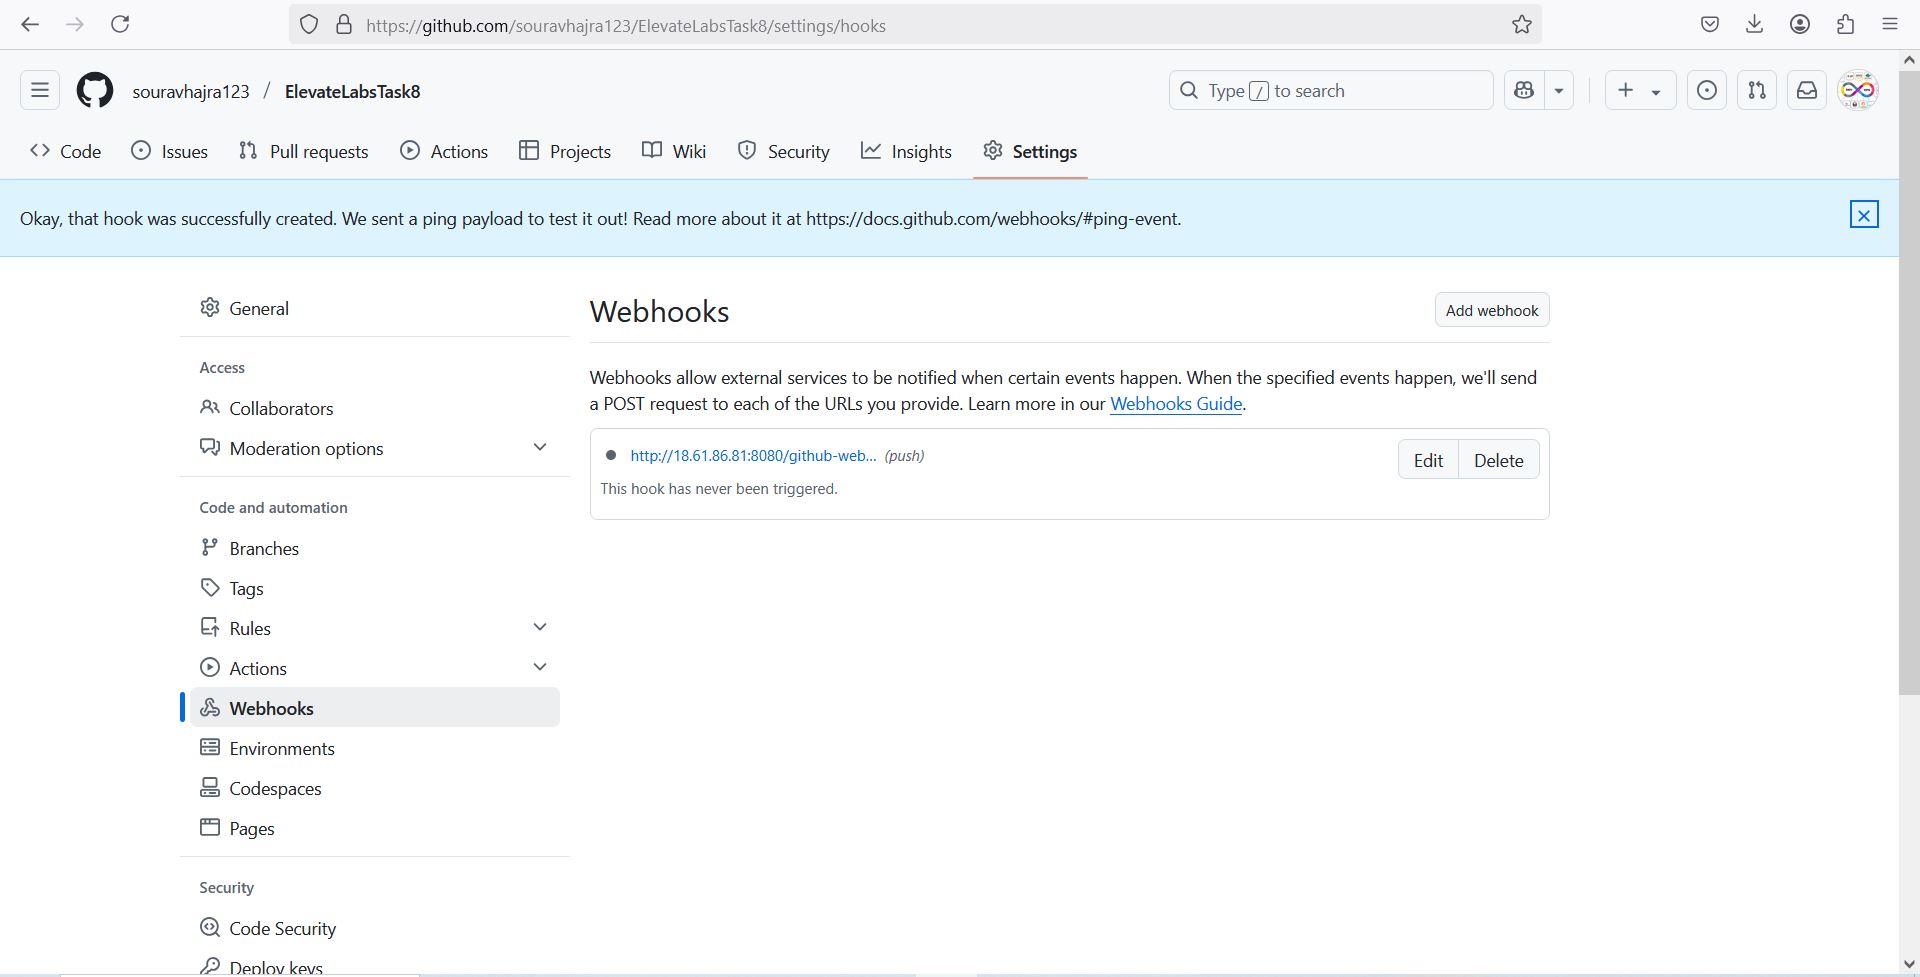 https://github.com/souravhajra123/ElevateLabsTask8/settings/hooks
souravhajra123 / ElevateLabsTask8
Type / to search
Code Issues Pull requests Actions Projects Wiki Security Insights Settings
Okay, that hook was successfully created. We sent a ping payload to test it out! Read more about it at https://docs.github.com/webhooks/#ping-event.
General
Access
Collaborators
Moderation options
Code and automation
Branches
Tags
Rules
Actions
Webhooks
Environments
Codespaces
Pages
Security
Code Security
Deploy keys
Webhooks
Add webhook
Webhooks allow external services to be notified when certain events happen. When the specified events happen, we'll send
a POST request to each of the URLs you provide. Learn more in our Webhooks Guide.
http://18.61.86.81:8080/github-web... (push)
Edit Delete
This hook has never been triggered.